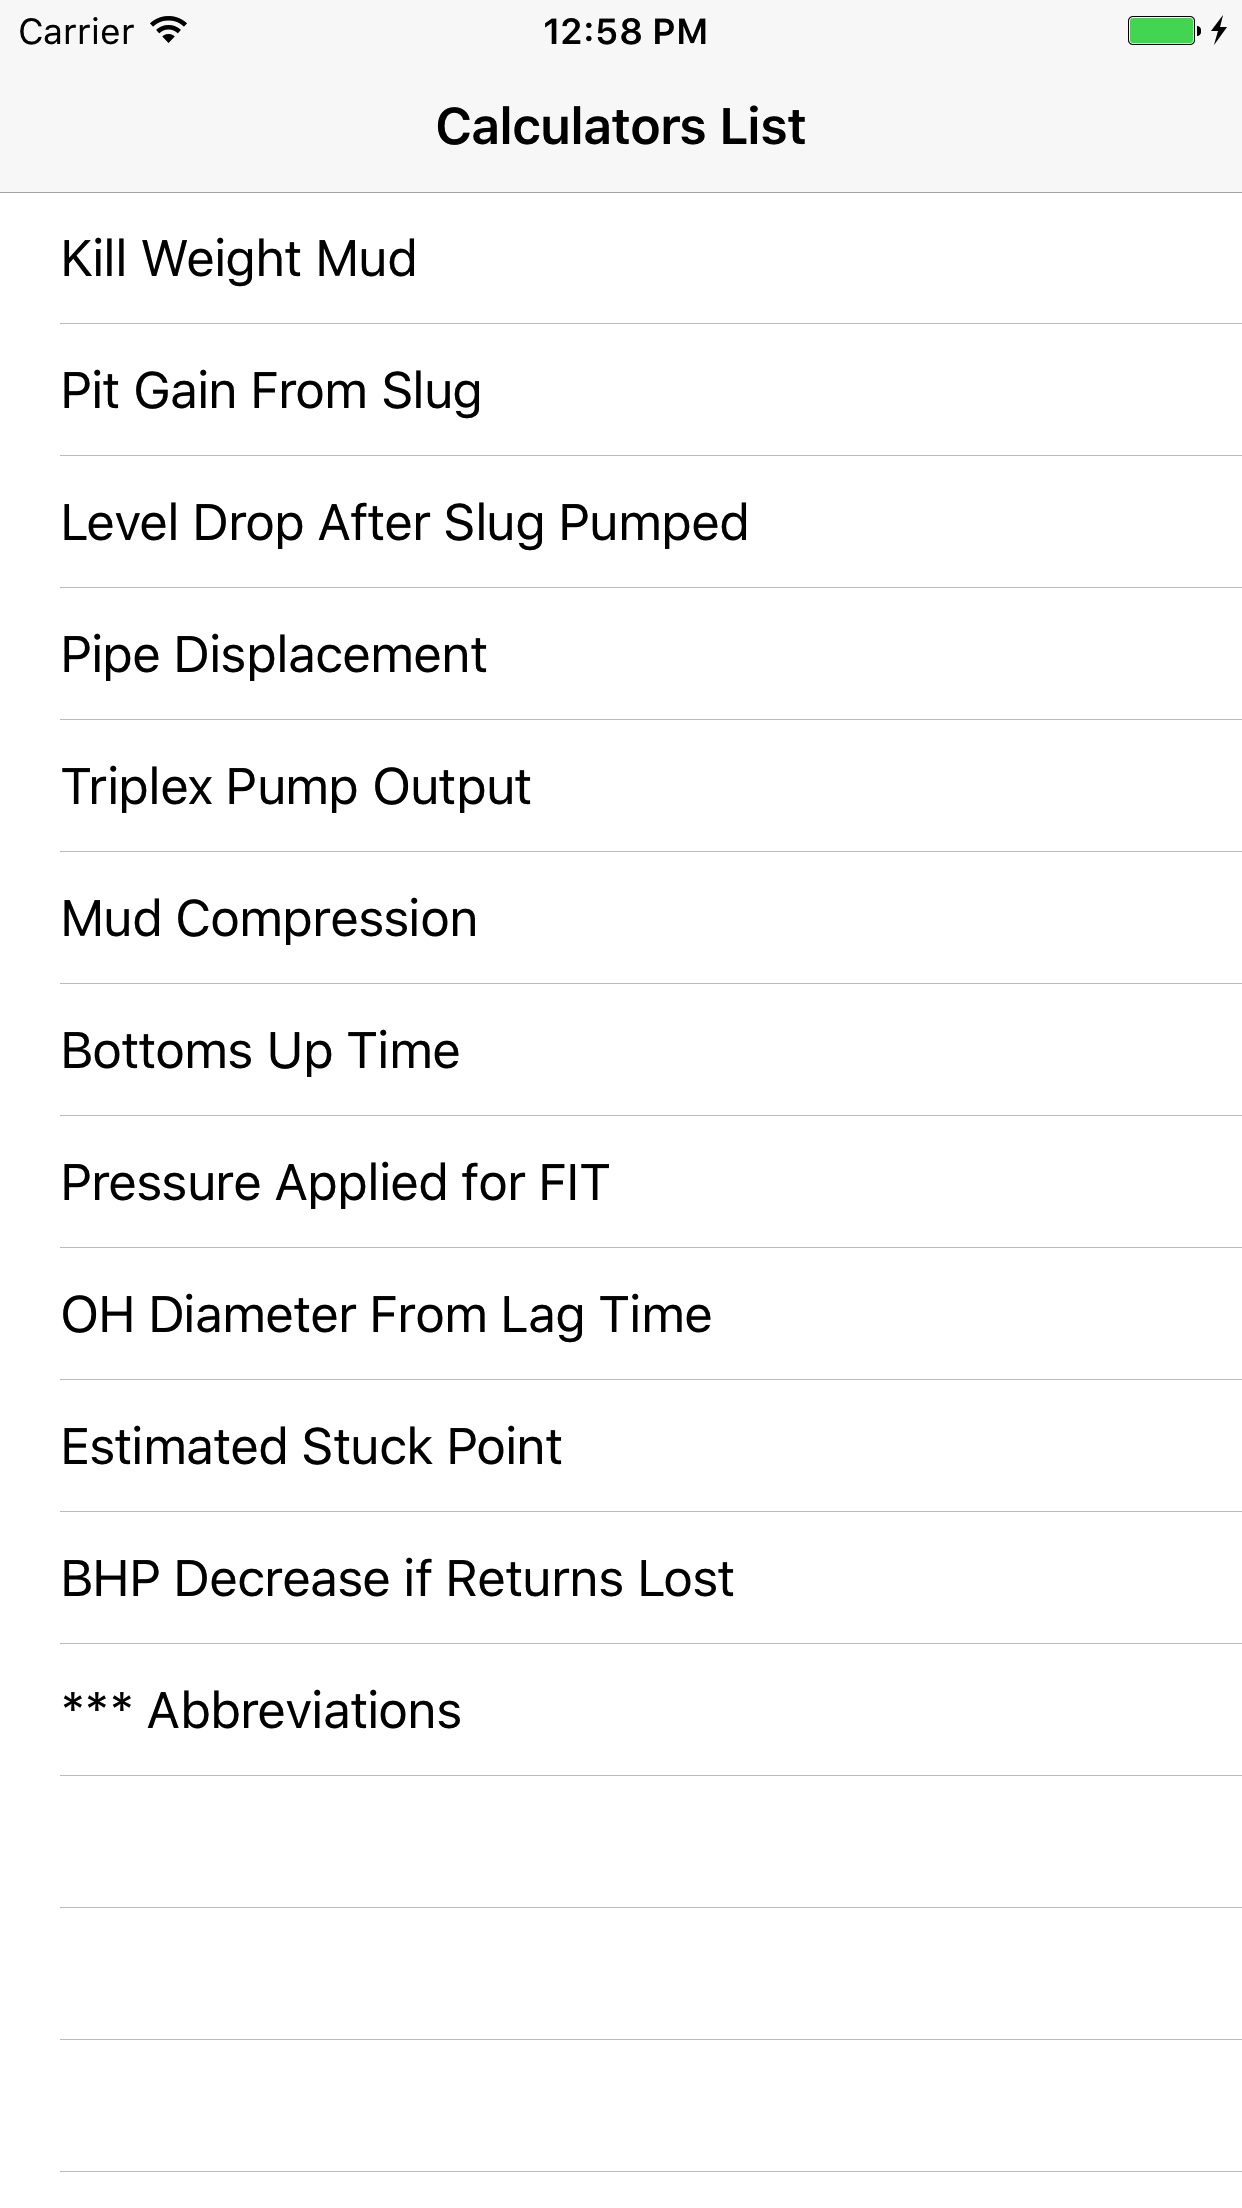 Carrier 12:58 PM
Calculators List
Kill Weight Mud
Pit Gain From Slug
Level Drop After Slug Pumped
Pipe Displacement
Triplex Pump Output
Mud Compression
Bottoms Up Time
Pressure Applied for FIT
OH Diameter From Lag Time
Estimated Stuck Point
BHP Decrease if Returns Lost
*** Abbreviations